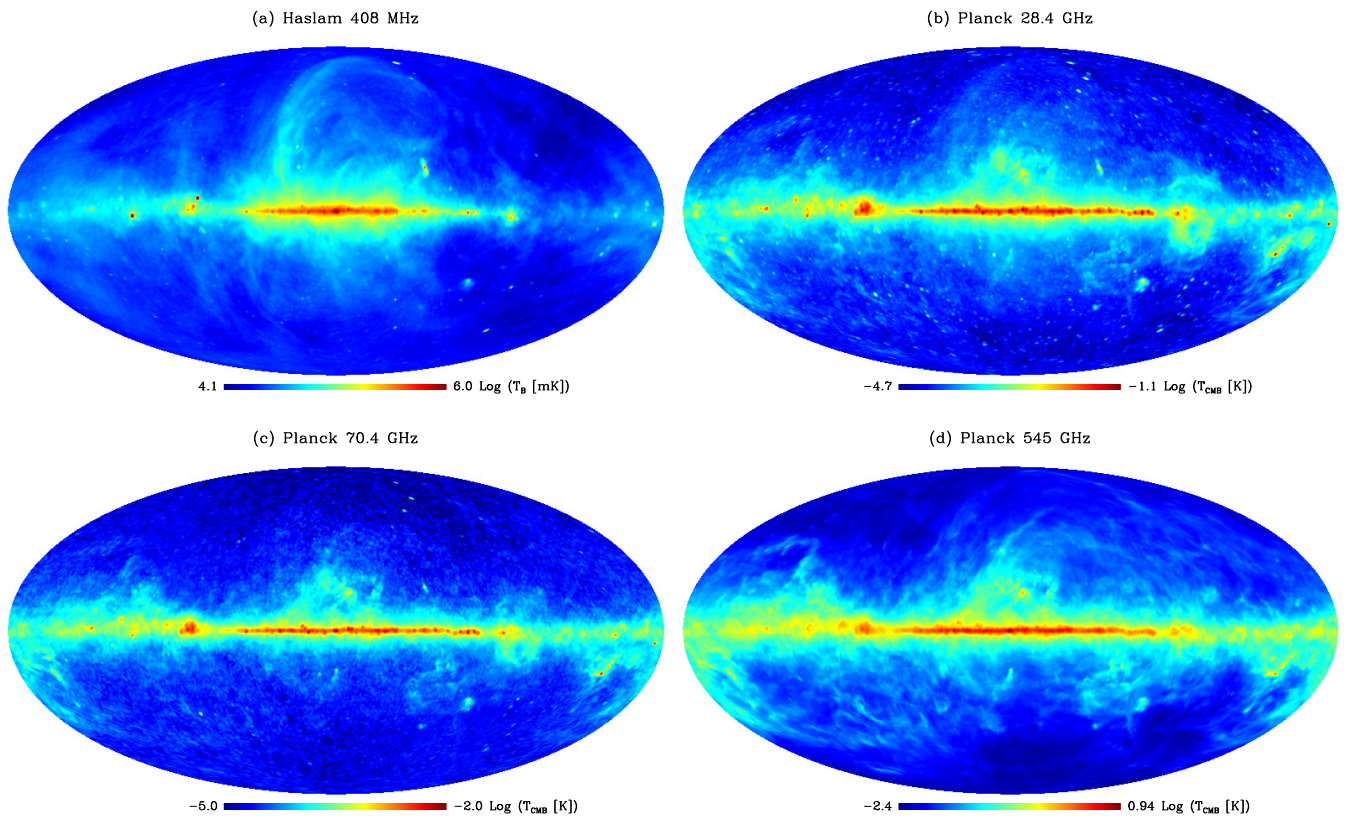 (a) Haslam 408 MHz
(b) Planck 28.4 GHz
4.1 6.0 Log (T_B [mK])
−4.7 −1.1 Log (T_CMB [K])
(c) Planck 70.4 GHz
(d) Planck 545 GHz
−5.0 −2.0 Log (T_CMB [K])
−2.4 0.94 Log (T_CMB [K])